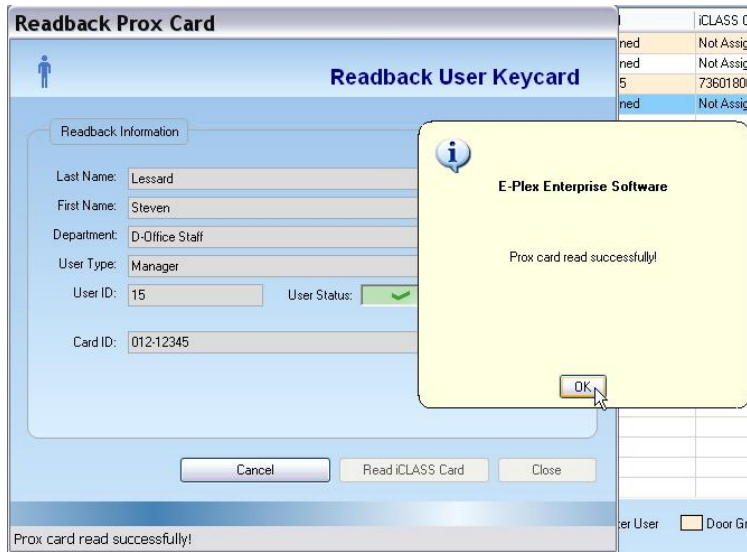 Readback Prox Card
Readback User Keycard
Readback Information
Last Name: Lessard
First Name: Steven
Department: D-Office Staff
User Type: Manager
User ID: 15 User Status:
Card ID: 012-12345
Cancel Read iCLASS Card Close
Prox card read successfully!
E-Plex Enterprise Software
Prox card read successfully!
OK
iCLASS C
ned Not Assig
ned Not Assig
5 7360180
ned Not Assig
er User Door Gr